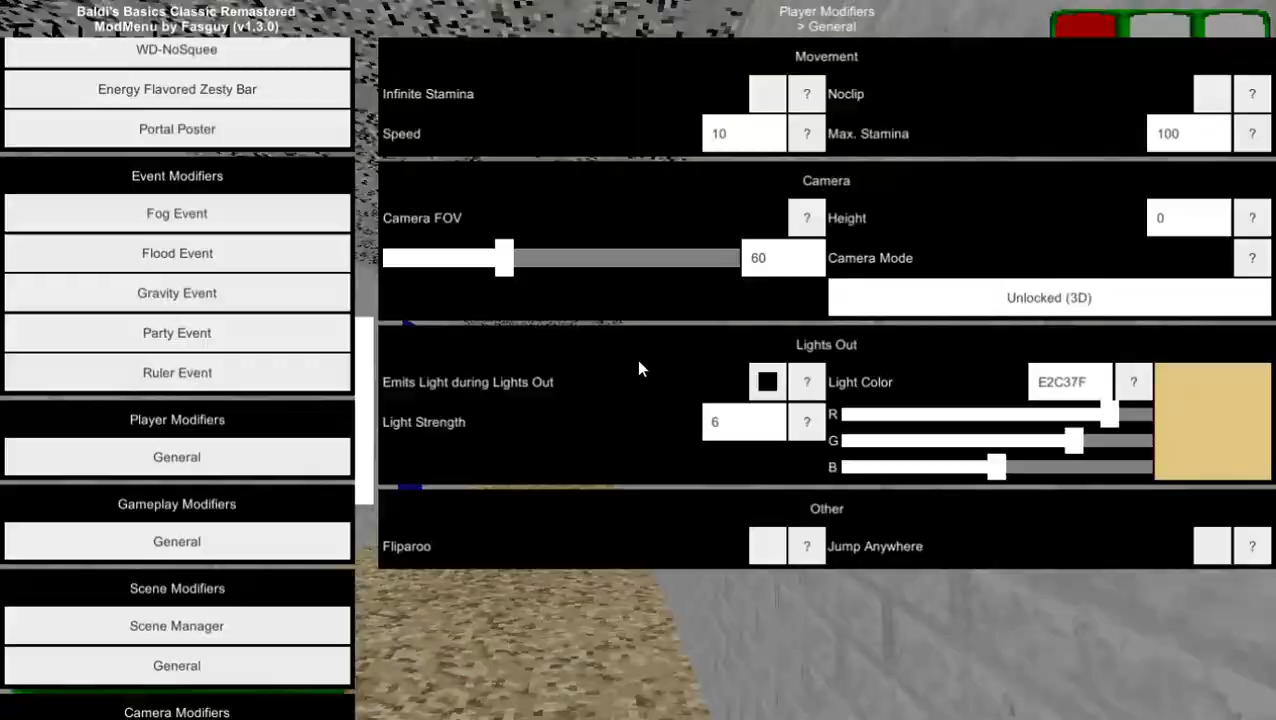 Baldi's Basics Classic Remastered
ModMenu by Fasguy (v1.3.0)
WD-NoSquee
Energy Flavored Zesty Bar
Portal Poster
Event Modifiers
Fog Event
Flood Event
Gravity Event
Party Event
Ruler Event
Player Modifiers
General
Gameplay Modifiers
General
Scene Modifiers
Scene Manager
General
Camera Modifiers
Player Modifiers
> General
Movement
Infinite Stamina ? Noclip ?
Speed 10 ? Max. Stamina 100 ?
Camera
Camera FOV ? Height 0 ?
60 Camera Mode ?
Unlocked (3D)
Lights Out
Emits Light during Lights Out ? Light Color E2C37F ?
R
Light Strength 6 ?
G
B
Other
Fliparoo ? Jump Anywhere ?